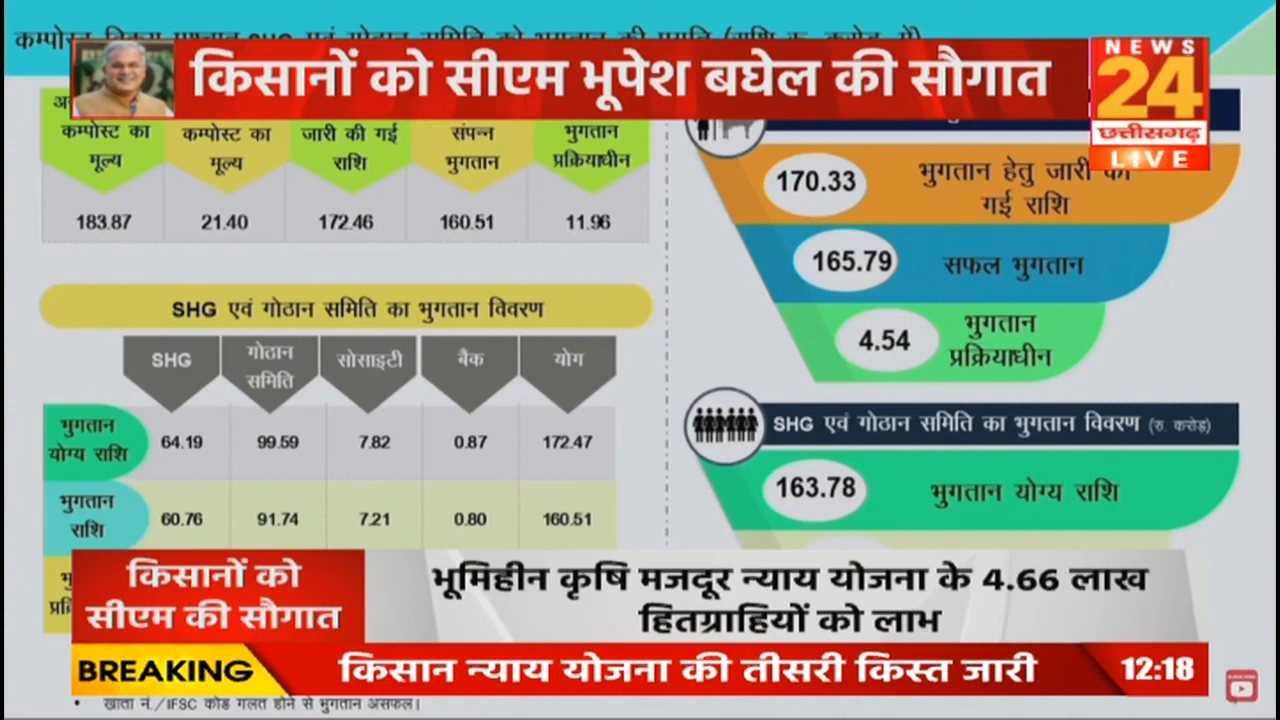 किसानों को सीएम भूपेश बघेल की सौगात
NEWS
24
छत्तीसगढ़
LIVE
कम्पोस्ट का
मूल्य
कम्पोस्ट का
मूल्य
जारी की गई
राशि
संपन्न
भुगतान
भुगतान
प्रक्रियाधीन
183.87 21.40 172.46 160.51 11.96
SHG एवं गोठान समिति का भुगतान विवरण
SHG
गोठान
समिति
सोसाइटी
बैंक
योग
भुगतान
योग्य राशि
64.19 99.59 7.82 0.87 172.47
भुगतान
राशि
60.76 91.74 7.21 0.80 160.51
170.33
भुगतान हेतु जारी
गई राशि
165.79 सफल भुगतान
4.54
भुगतान
प्रक्रियाधीन
SHG एवं गोठान समिति का भुगतान विवरण (रु. करोड़)
163.78 भुगतान योग्य राशि
किसानों को
सीएम की सौगात
भूमिहीन कृषि मजदूर न्याय योजना के 4.66 लाख
हितग्राहियों को लाभ
BREAKING किसान न्याय योजना की तीसरी किस्त जारी 12:18
• खाता नं./IFSC कोड गलत होने से भुगतान असफल।